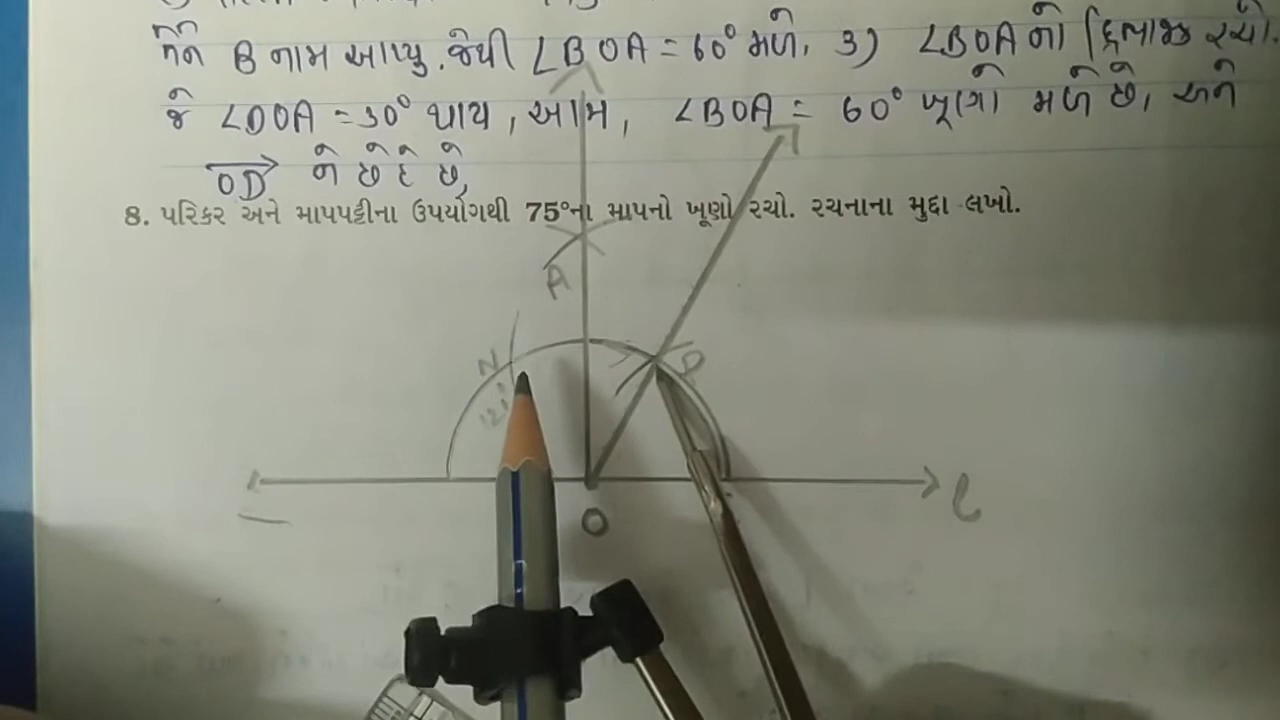 B નામ આપ્યુ. જેથી ∠BOA = 60° મળે, 3) ∠BOA નો દ્વિભાજક રચો.
જે ∠DOA = 30° થાય, આમ, ∠BOA = 60° ખૂણો મળે છે, અને
OD ને છેદે છે,
8. પરિકર અને માપપટ્ટીના ઉપયોગથી 75°ના માપનો ખૂણો રચો. રચનાના મુદ્દા લખો.
A
N P
O l